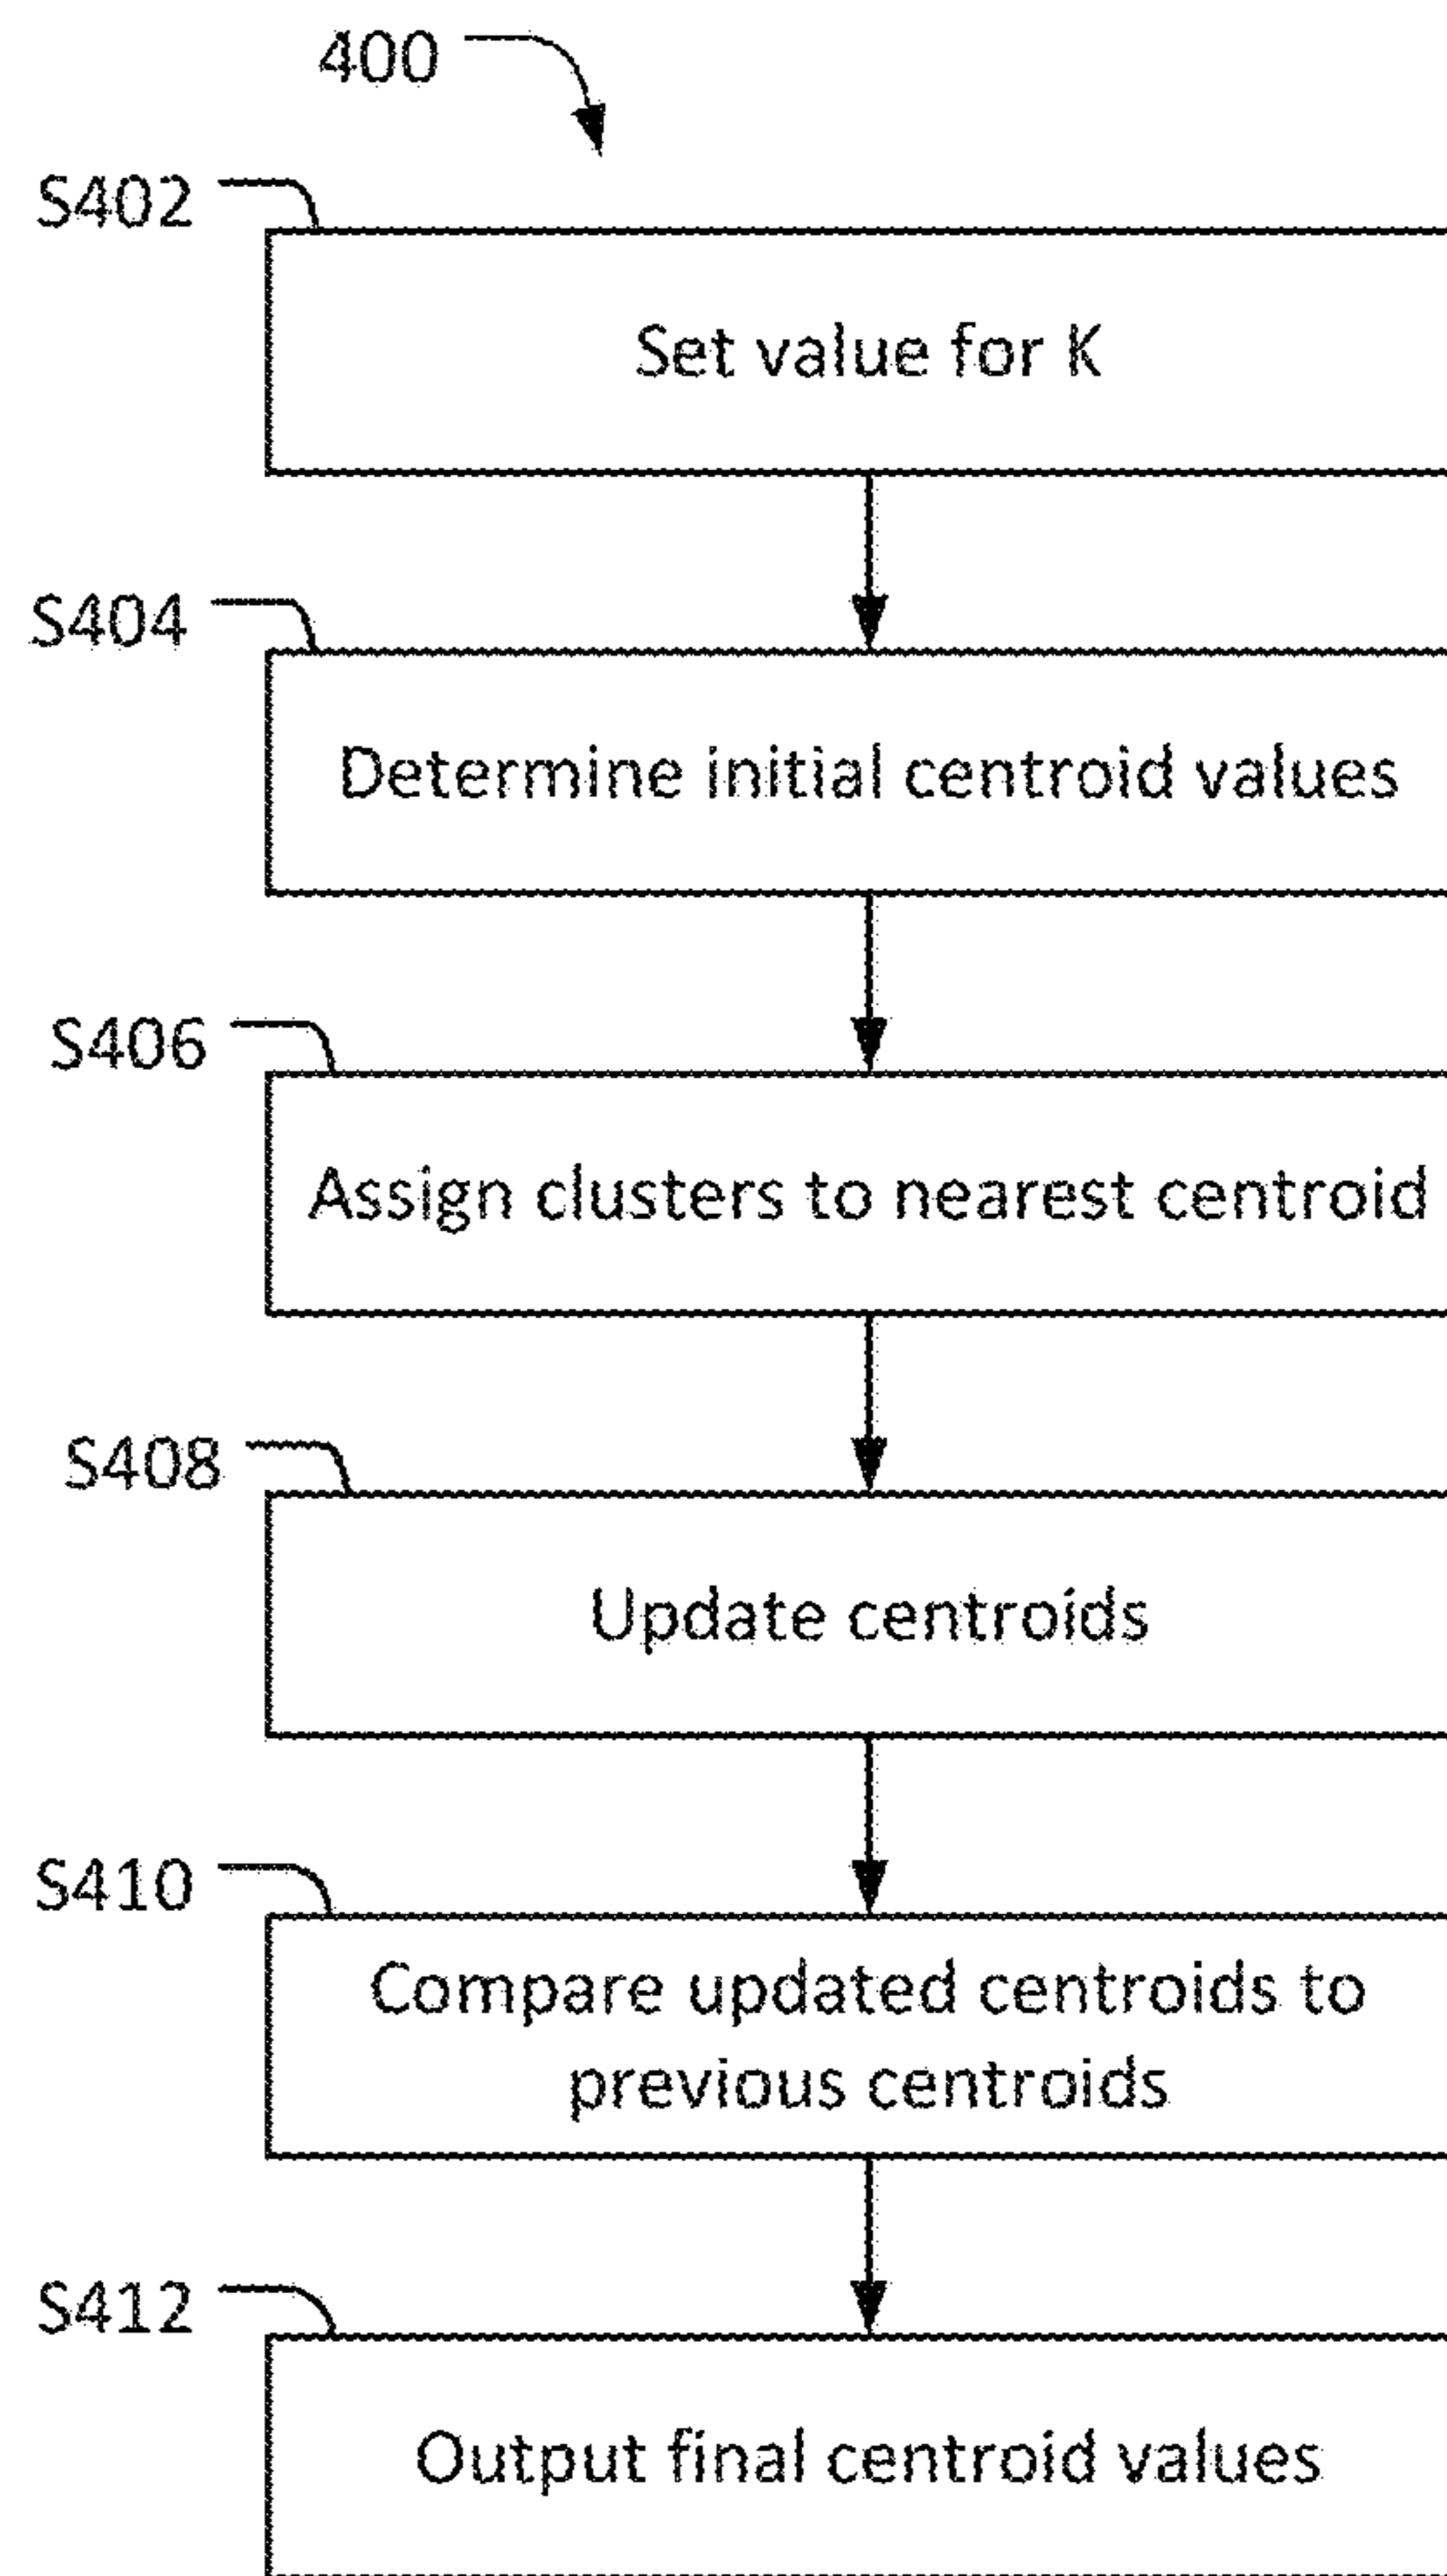 400
S402
Set value for K
S404
Determine initial centroid values
S406
Assign clusters to nearest centroid
S408
Update centroids
S410
Compare updated centroids to
previous centroids
S412
Output final centroid values